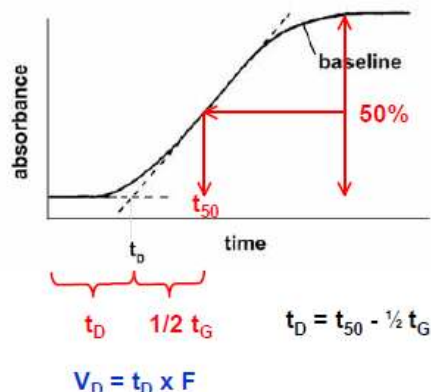 baseline
absorbance
50%
t50
tD
time
tD
1/2 tG
tD = t50 - ½ tG
VD = tD x F